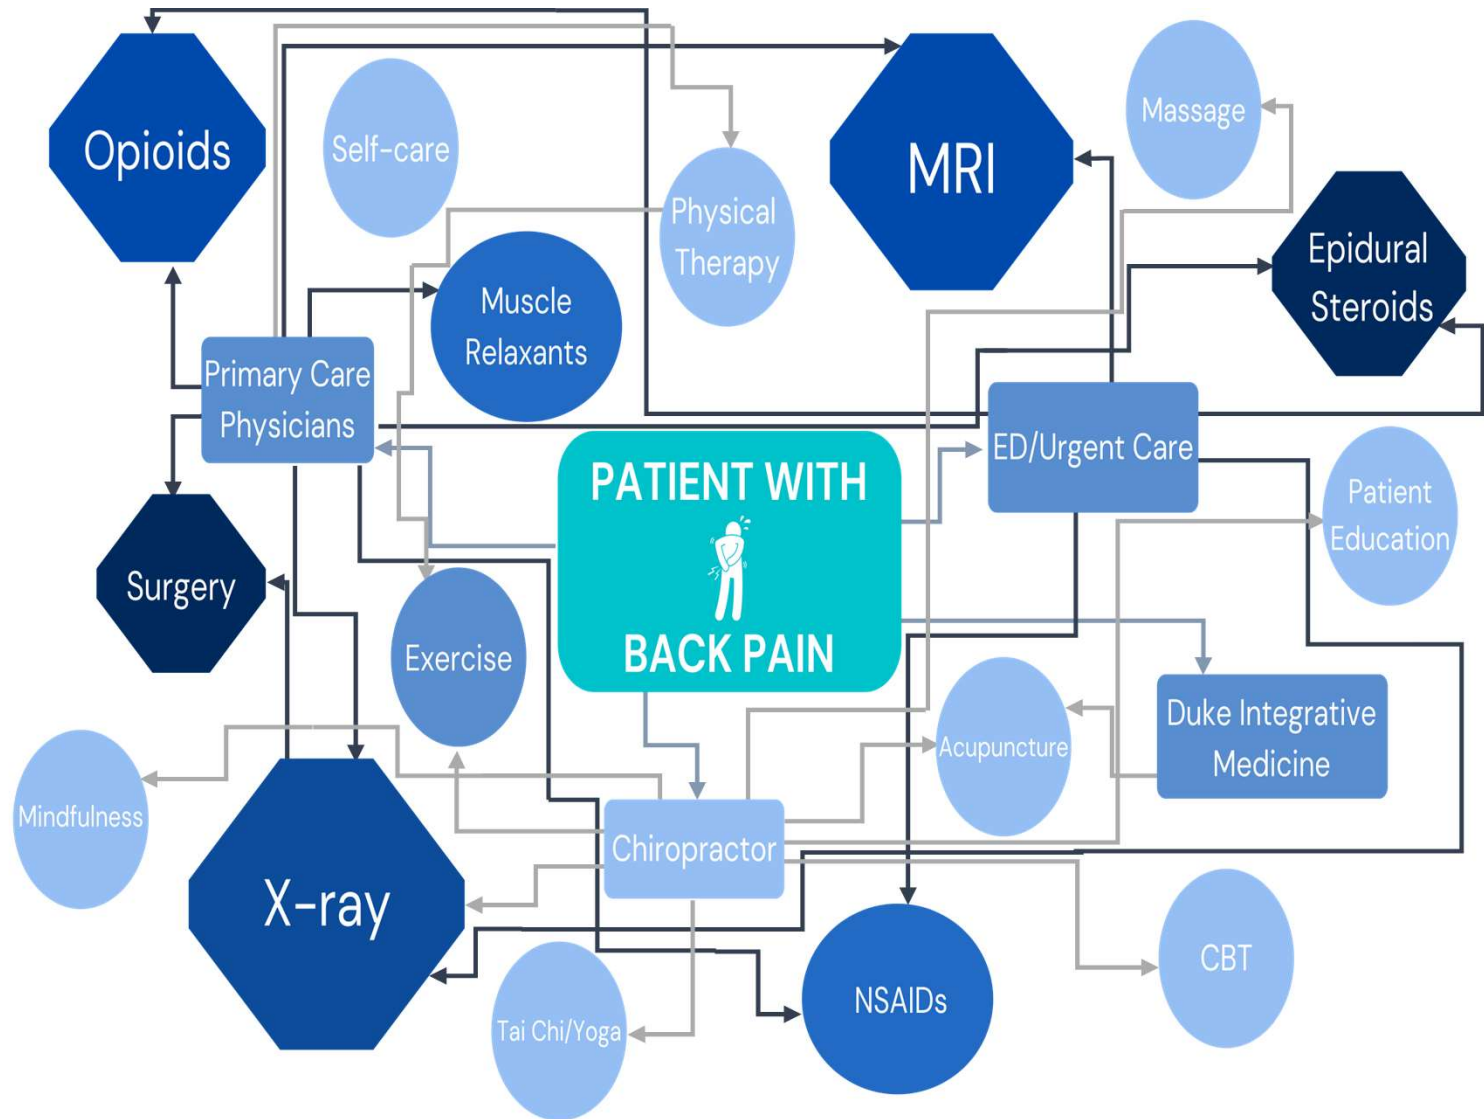 Opioids
Self-care
MRI
Massage
Physical
Therapy
Epidural
Steroids
Muscle
Relaxants
Primary Care
Physicians
ED/Urgent Care
PATIENT WITH
BACK PAIN
Patient
Education
Surgery
Exercise
Duke Integrative
Medicine
Acupuncture
Mindfulness
Chiropractor
X-ray
CBT
NSAIDs
Tai Chi/Yoga